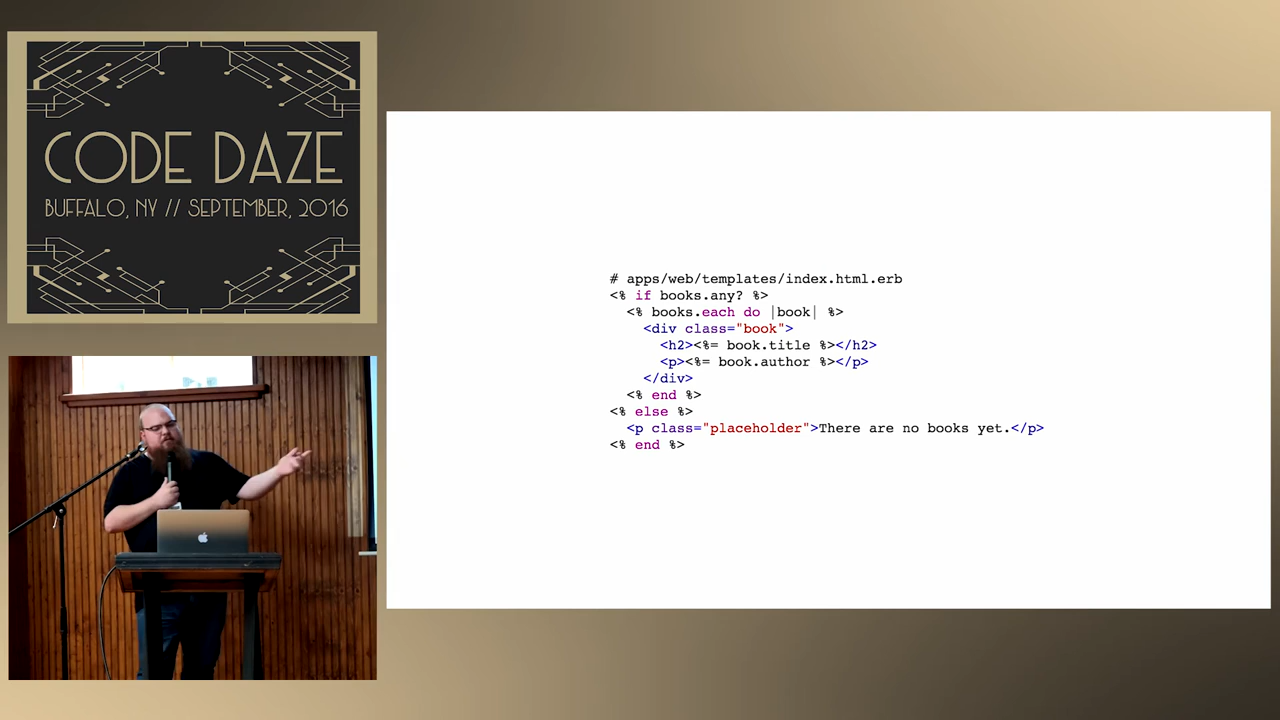 CODE DAZE
BUFFALO, NY // SEPTEMBER, 2016
# apps/web/templates/index.html.erb
<% if books.any? %>
  <% books.each do |book| %>
    <div class="book">
      <h2><%= book.title %></h2>
      <p><%= book.author %></p>
    </div>
  <% end %>
<% else %>
  <p class="placeholder">There are no books yet.</p>
<% end %>